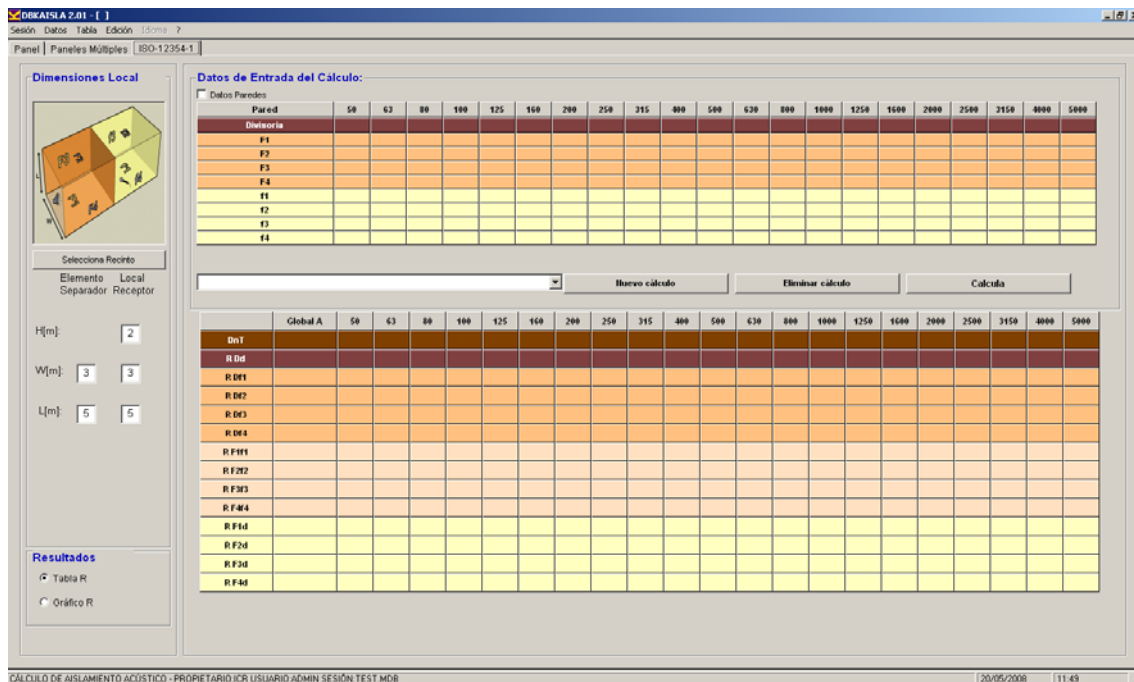 DBKAISLA 2.01 - [ ]
Sesión Datos Tabla Edición Idioma ?
Panel Paneles Múltiples ISO-12354-1
Dimensiones Local
Selecciona Recinto
Elemento Local
Separador Receptor
H[m]: 2
W[m]: 3 3
L[m]: 5 5
Resultados
Tabla R
Gráfico R
Datos de Entrada del Cálculo:
Datos Paredes
Pared 50 63 80 100 125 160 200 250 315 400 500 630 800 1000 1250 1600 2000 2500 3150 4000 5000
Divisoria
F1
F2
F3
F4
f1
f2
f3
f4
Nuevo cálculo Eliminar cálculo Calcula
Global A 50 63 80 100 125 160 200 250 315 400 500 630 800 1000 1250 1600 2000 2500 3150 4000 5000
DnT
R Dd
R Df1
R Df2
R Df3
R Df4
R F1f1
R F2f2
R F3f3
R F4f4
R F1d
R F2d
R F3d
R F4d
CÁLCULO DE AISLAMIENTO ACÚSTICO - PROPIETARIO ICR USUARIO ADMIN SESIÓN TEST.MDB 20/05/2008 11:49